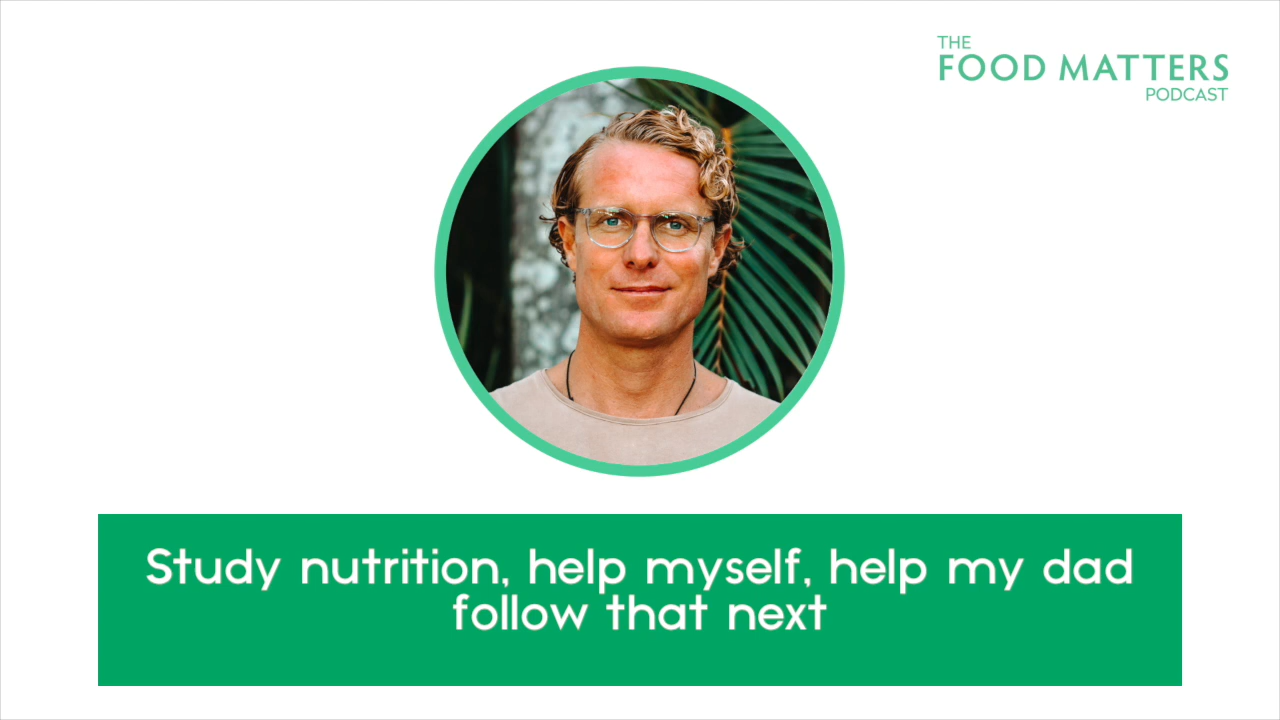 THE
FOOD MATTERS
PODCAST
Study nutrition, help myself, help my dad
follow that next